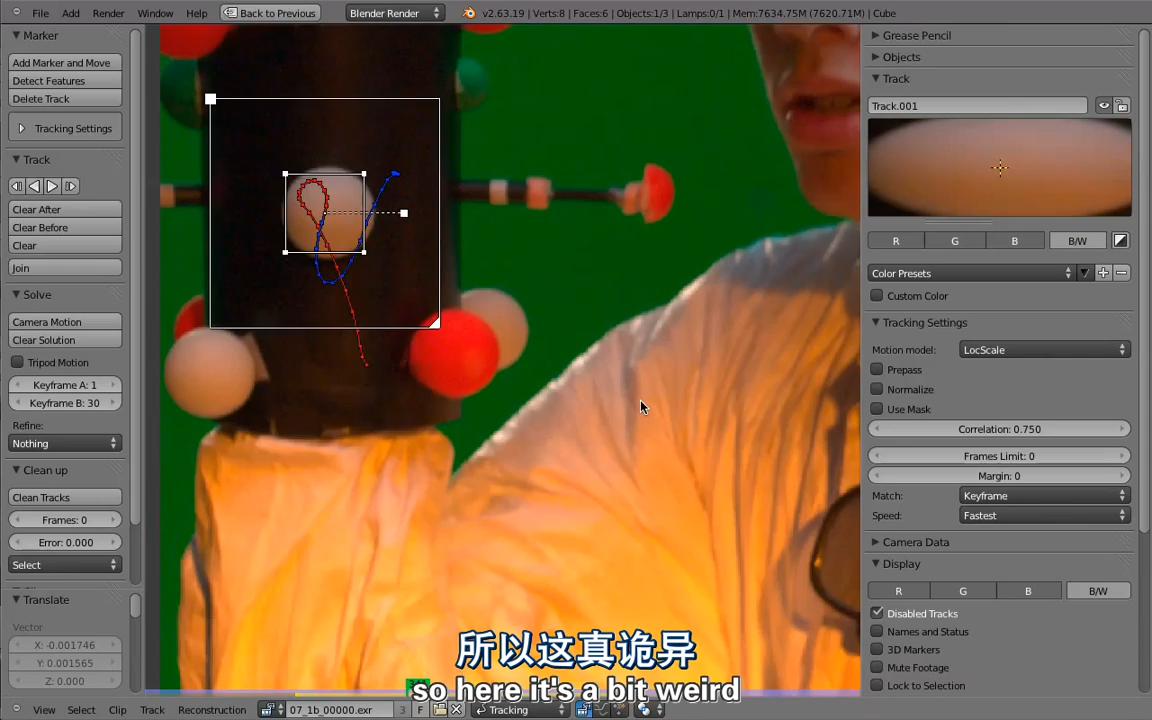 File Add Render Window Help Back to Previous Blender Render v2.63.19 | Verts:8 | Faces:6 | Objects:1/3 | Lamps:0/1 | Mem:7634.75M (7620.71M) | Cube
Marker
Add Marker and Move
Detect Features
Delete Track
Tracking Settings
Track
Clear After
Clear Before
Clear
Join
Solve
Camera Motion
Clear Solution
Tripod Motion
Keyframe A: 1
Keyframe B: 30
Refine:
Nothing
Clean up
Clean Tracks
Frames: 0
Error: 0.000
Select
Translate
Vector
X: -0.001746
Y: 0.001565
Z: 0.000
Grease Pencil
Objects
Track
Track.001
R G B B/W
Color Presets
Custom Color
Tracking Settings
Motion model: LocScale
Prepass
Normalize
Use Mask
Correlation: 0.750
Frames Limit: 0
Margin: 0
Match: Keyframe
Speed: Fastest
Camera Data
Display
R G B B/W
Disabled Tracks
Names and Status
3D Markers
Mute Footage
Lock to Selection
所以这真诡异
so here it's a bit weird
View Select Clip Track Reconstruction 07_1b_00000.exr 3 F Tracking